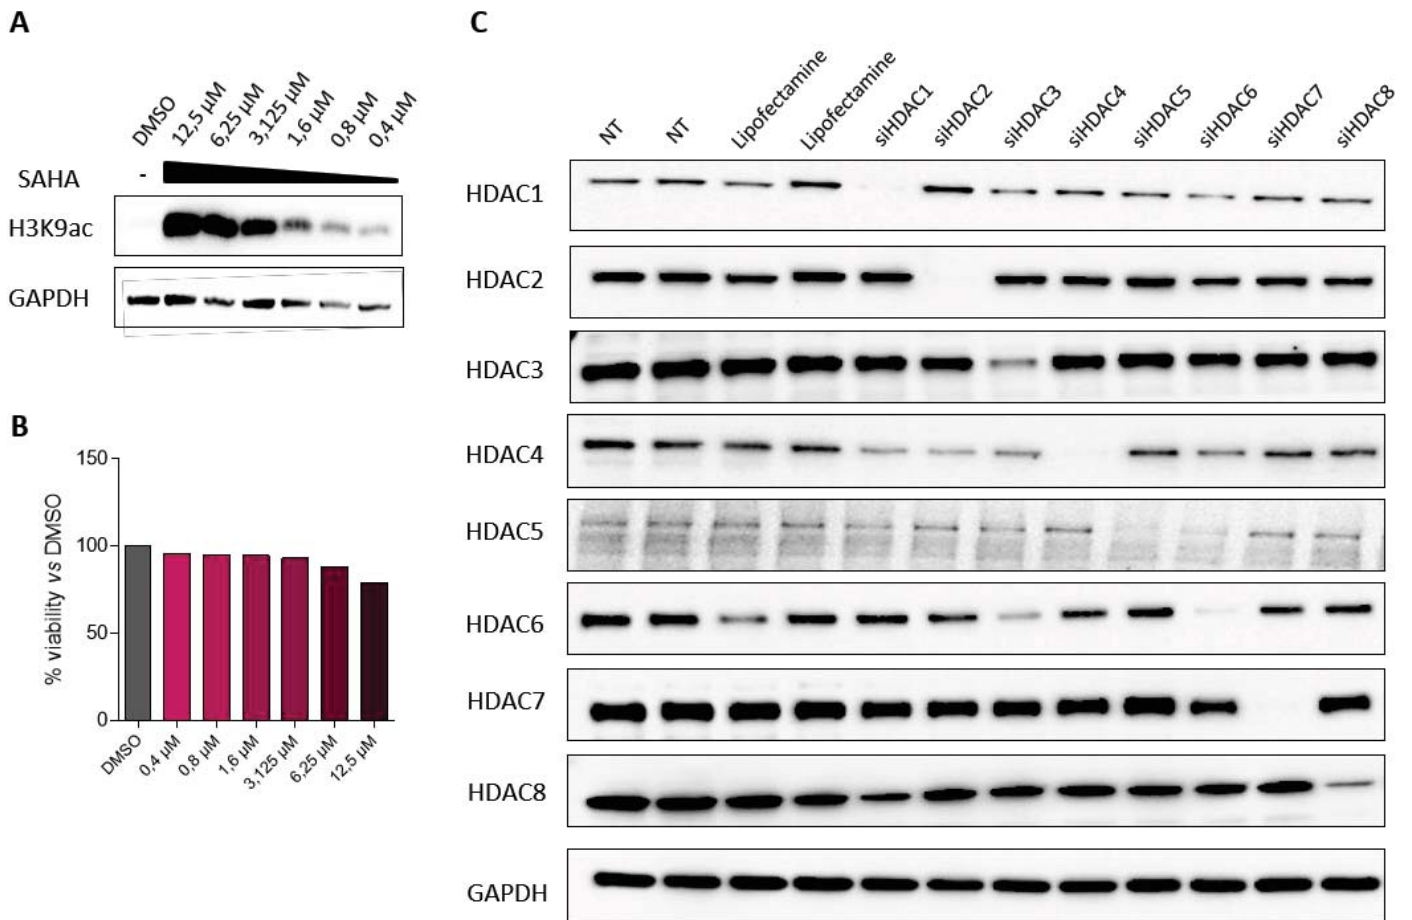 A
DMSO
12,5 µM
6,25 µM
3,125 µM
1,6 µM
0,8 µM
0,4 µM
SAHA
-
H3K9ac
GAPDH
B
% viability vs DMSO
150
100
50
0
DMSO
0,4 µM
0,8 µM
1,6 µM
3,125 µM
6,25 µM
12,5 µM
C
NT
NT
Lipofectamine
Lipofectamine
siHDAC1
siHDAC2
siHDAC3
siHDAC4
siHDAC5
siHDAC6
siHDAC7
siHDAC8
HDAC1
HDAC2
HDAC3
HDAC4
HDAC5
HDAC6
HDAC7
HDAC8
GAPDH